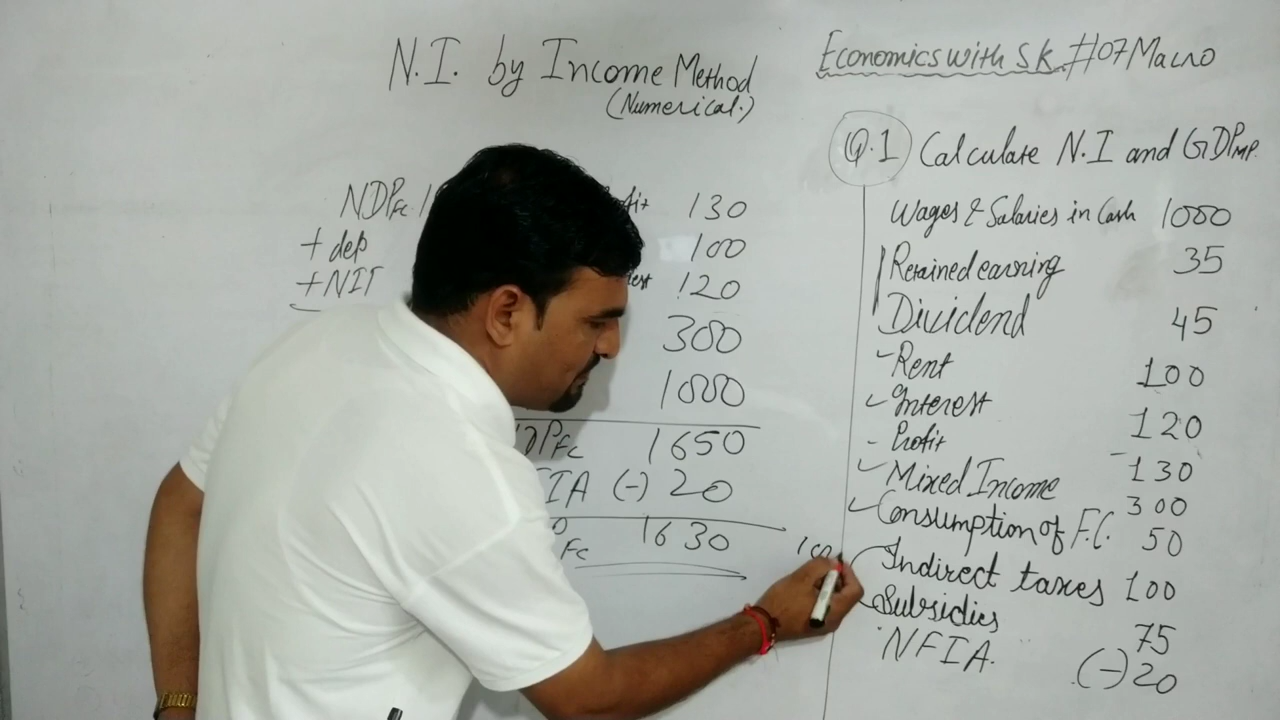 N.I. by Income Method
(Numerical.)
Economics with S.K. #07 Macro
NDPFC
+ dep
+NIT
130
100
120
300
1000
1650
IA (-) 20
FC 1630
Q.1 Calculate N.I and GDPMP.
Wages & Salaries in Cash 1000
Retained earning 35
Dividend 45
Rent 100
Interest 120
Profit 130
Mixed Income 300
Consumption of F.C. 50
Indirect taxes 100
Subsidies 75
NFIA. (-) 20